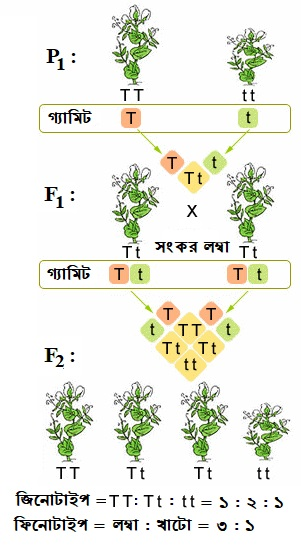 P1 :
TT tt
গ্যামিট T t
T t
Tt
F1 :
X
Tt সংকর লম্বা Tt
গ্যামিট T t T t
T T
t TT t
Tt Tt
tt
F2 :
TT Tt Tt tt
জিনোটাইপ = TT: Tt : tt = ১ : ২ : ১
ফিনোটাইপ = লম্বা : খাটো = ৩ : ১